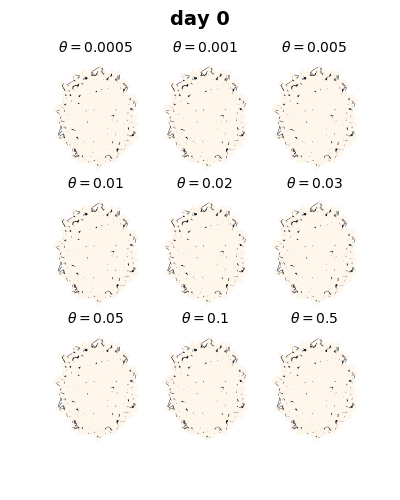 day 0
θ = 0.0005 θ = 0.001 θ = 0.005
θ = 0.01 θ = 0.02 θ = 0.03
θ = 0.05 θ = 0.1 θ = 0.5